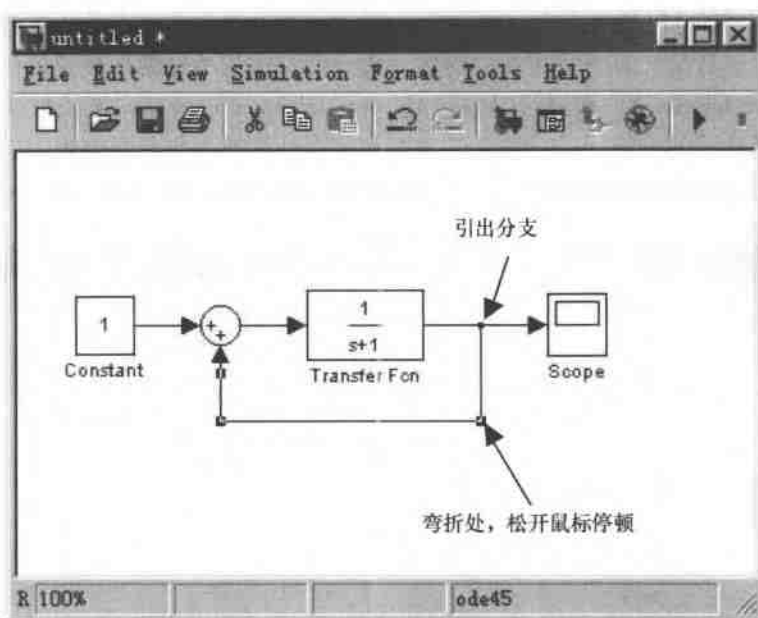 untitled *
File Edit View Simulation Format Tools Help
引出分支
1
+
+
1
s+1
Constant
Transfer Fcn
Scope
弯折处，松开鼠标停顿
R 100%
ode45